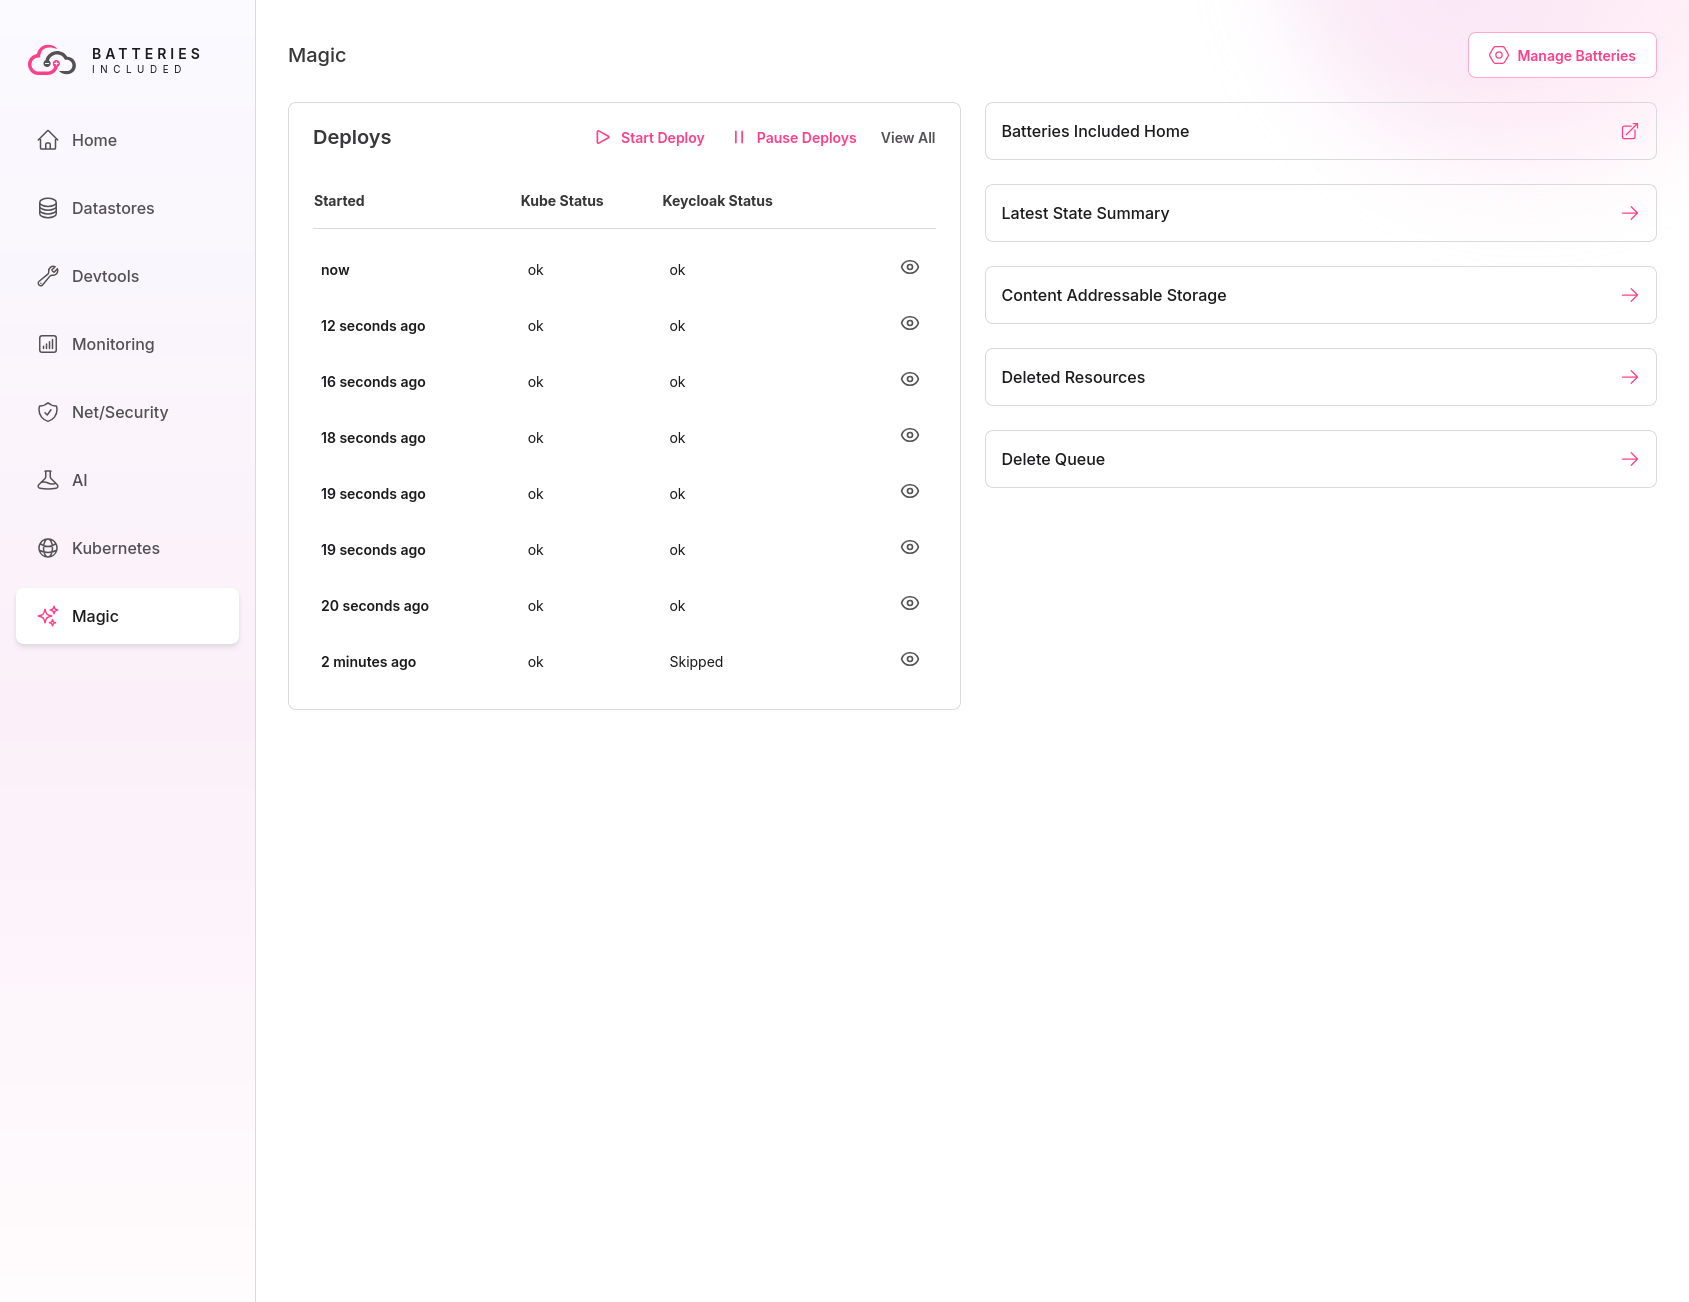 BATTERIES
INCLUDED
Home
Datastores
Devtools
Monitoring
Net/Security
AI
Kubernetes
Magic
Magic
Manage Batteries
Deploys Start Deploy Pause Deploys View All
Started Kube Status Keycloak Status
now ok ok
12 seconds ago ok ok
16 seconds ago ok ok
18 seconds ago ok ok
19 seconds ago ok ok
19 seconds ago ok ok
20 seconds ago ok ok
2 minutes ago ok Skipped
Batteries Included Home
Latest State Summary
Content Addressable Storage
Deleted Resources
Delete Queue